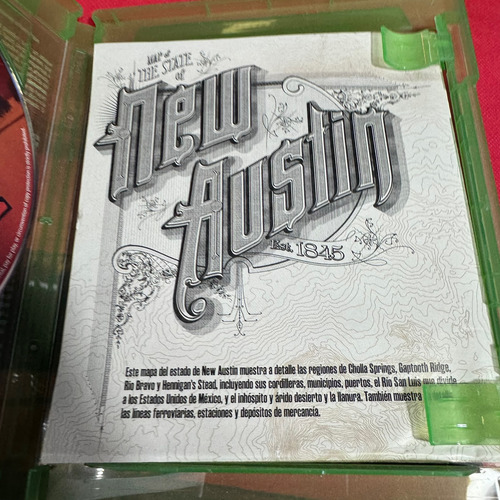 MAP of
THE STATE
of
New
Austin
Est. 1845
Este mapa del estado de New Austin muestra a detalle las regiones de Cholla Springs, Gaptooth Ridge,
Rio Bravo y Hennigan's Stead, incluyendo sus cordilleras, municipios, puertos, el Río San Luis que divide
a los Estados Unidos de México, y el inhóspito y árido desierto y la llanura. También muestra
las líneas ferroviarias, estaciones y depósitos de mercancía.